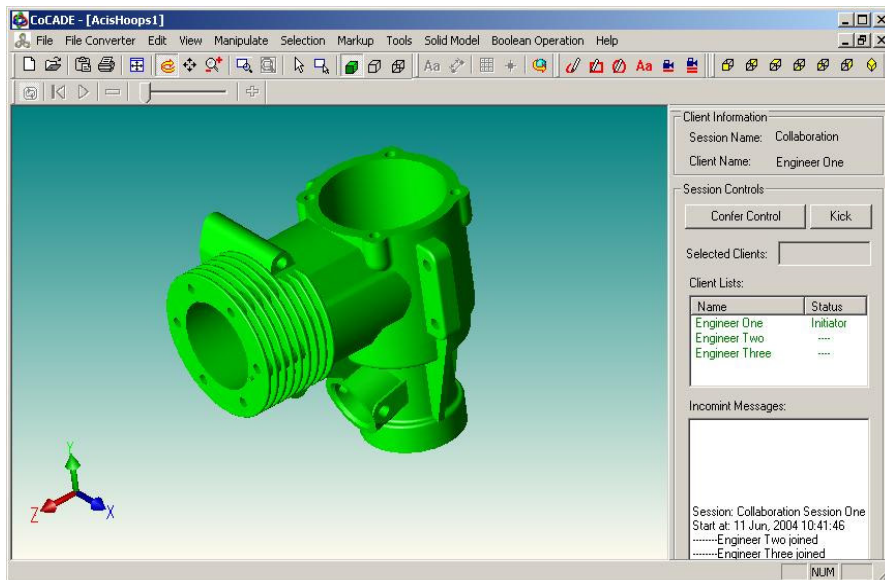 CoCADE - [AcisHoops1]
File File Converter Edit View Manipulate Selection Markup Tools Solid Model Boolean Operation Help
Aa Aa
Client Information
Session Name: Collaboration
Client Name: Engineer One
Session Controls
Confer Control Kick
Selected Clients:
Client Lists:
Name Status
Engineer One Initiator
Engineer Two ----
Engineer Three ----
Incomint Messages:
Session: Collaboration Session One
Start at: 11 Jun, 2004 10:41:46
-------Engineer Two joined
-------Engineer Three joined
Y
Z X
NUM